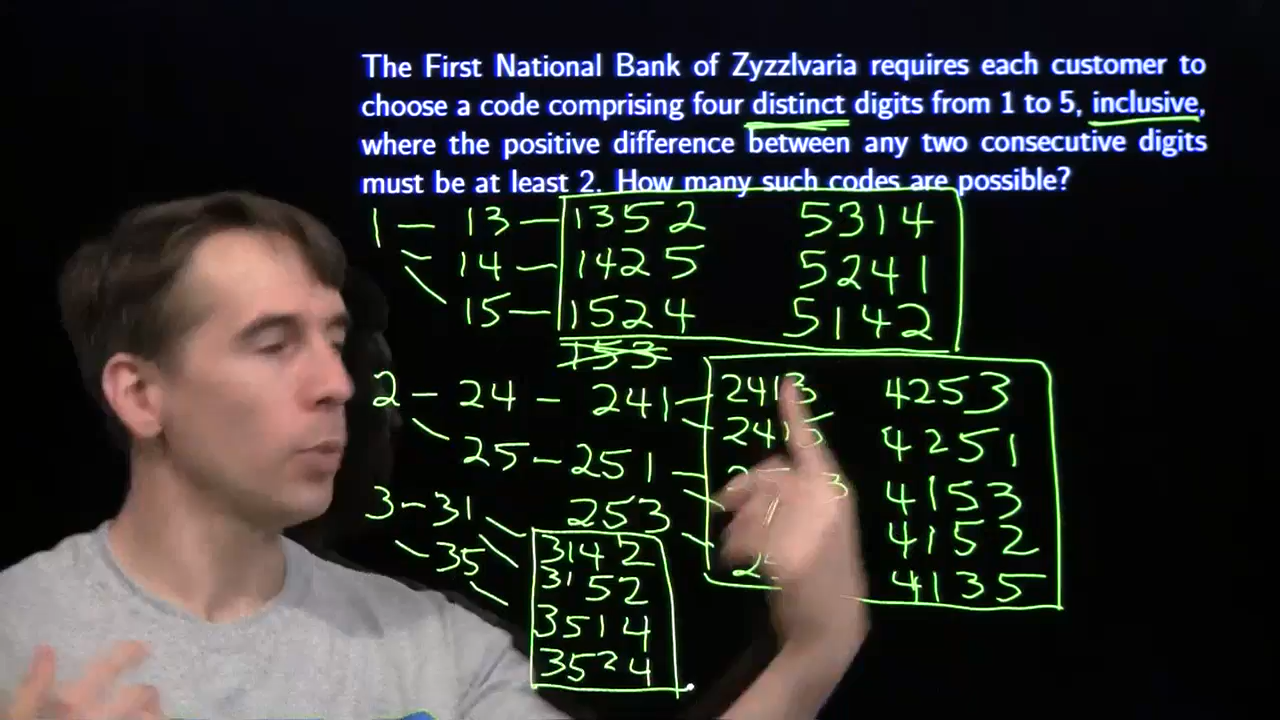 The First National Bank of Zyzzlvaria requires each customer to
choose a code comprising four distinct digits from 1 to 5, inclusive,
where the positive difference between any two consecutive digits
must be at least 2. How many such codes are possible?
1 — 13 — 1352 5314
14 — 1425 5241
15 — 1524 5142
153
2 — 24 — 241 2413 4253
2415 4251
25 — 251 4153
3 — 31 253 4152
35 3142 4135
3152
3514
3524